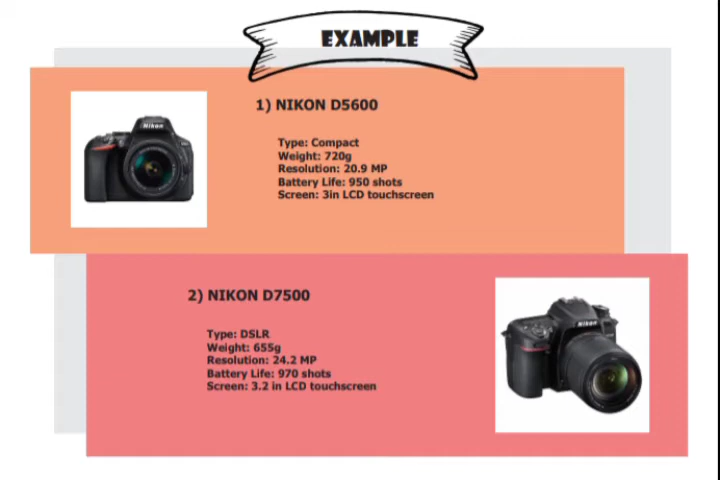 EXAMPLE
1) NIKON D5600
Type: Compact
Weight: 720g
Resolution: 20.9 MP
Battery Life: 950 shots
Screen: 3in LCD touchscreen
Nikon
2) NIKON D7500
Type: DSLR
Weight: 655g
Resolution: 24.2 MP
Battery Life: 970 shots
Screen: 3.2 in LCD touchscreen
Nikon